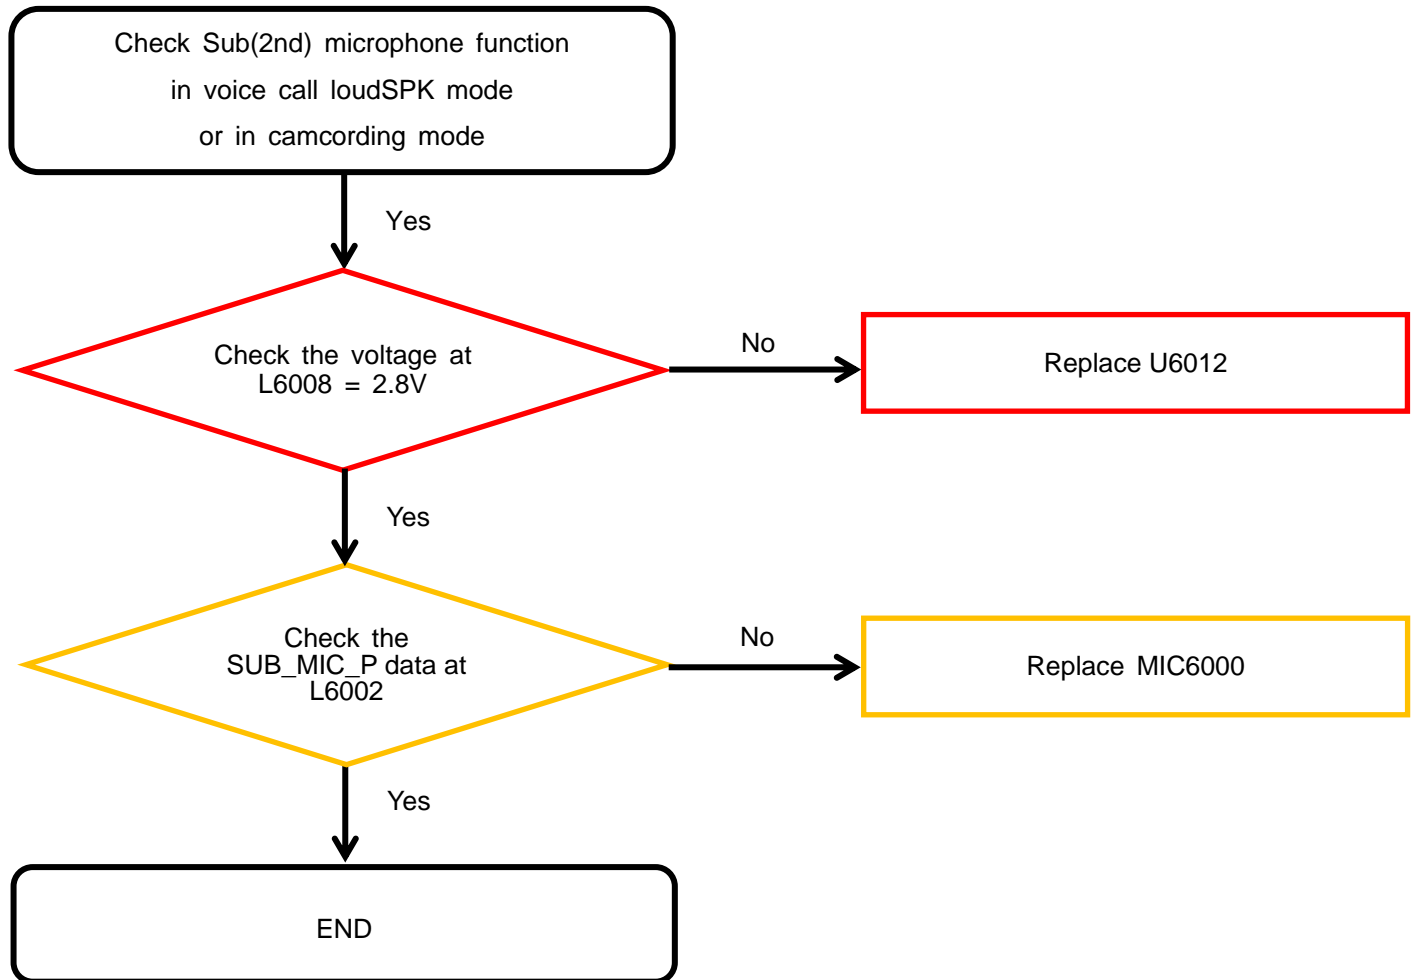 Check Sub(2nd) microphone function
in voice call loudSPK mode
or in camcording mode
Yes
Check the voltage at
L6008 = 2.8V
No
Replace U6012
Yes
Check the
SUB_MIC_P data at
L6002
No
Replace MIC6000
Yes
END